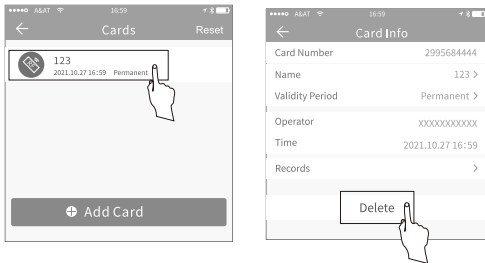 A&AT 16:59
Cards Reset
123
2021.10.27 16:59 Permanent
Add Card
A&AT 16:59
Card Info
Card Number 2995684444
Name 123 >
Validity Period Permanent >
Operator XXXXXXXXXXX
Time 2021.10.27 16:59
Records >
Delete